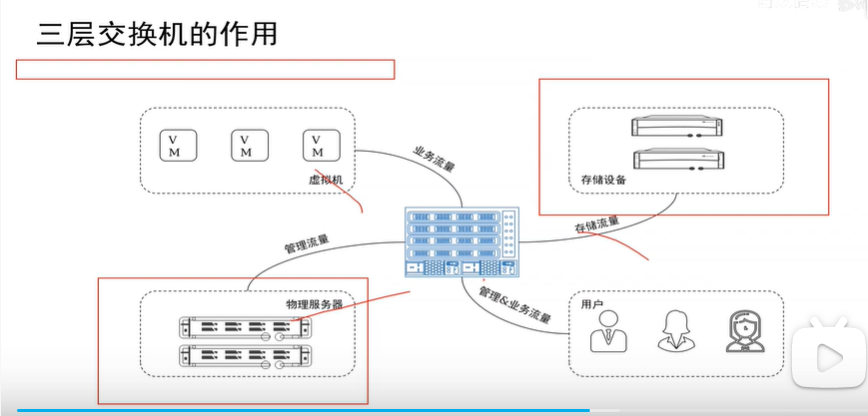 三层交换机的作用
V
M
V
M
V
M
虚拟机
业务流量
存储设备
管理流量
存储流量
物理服务器
管理&业务流量
用户